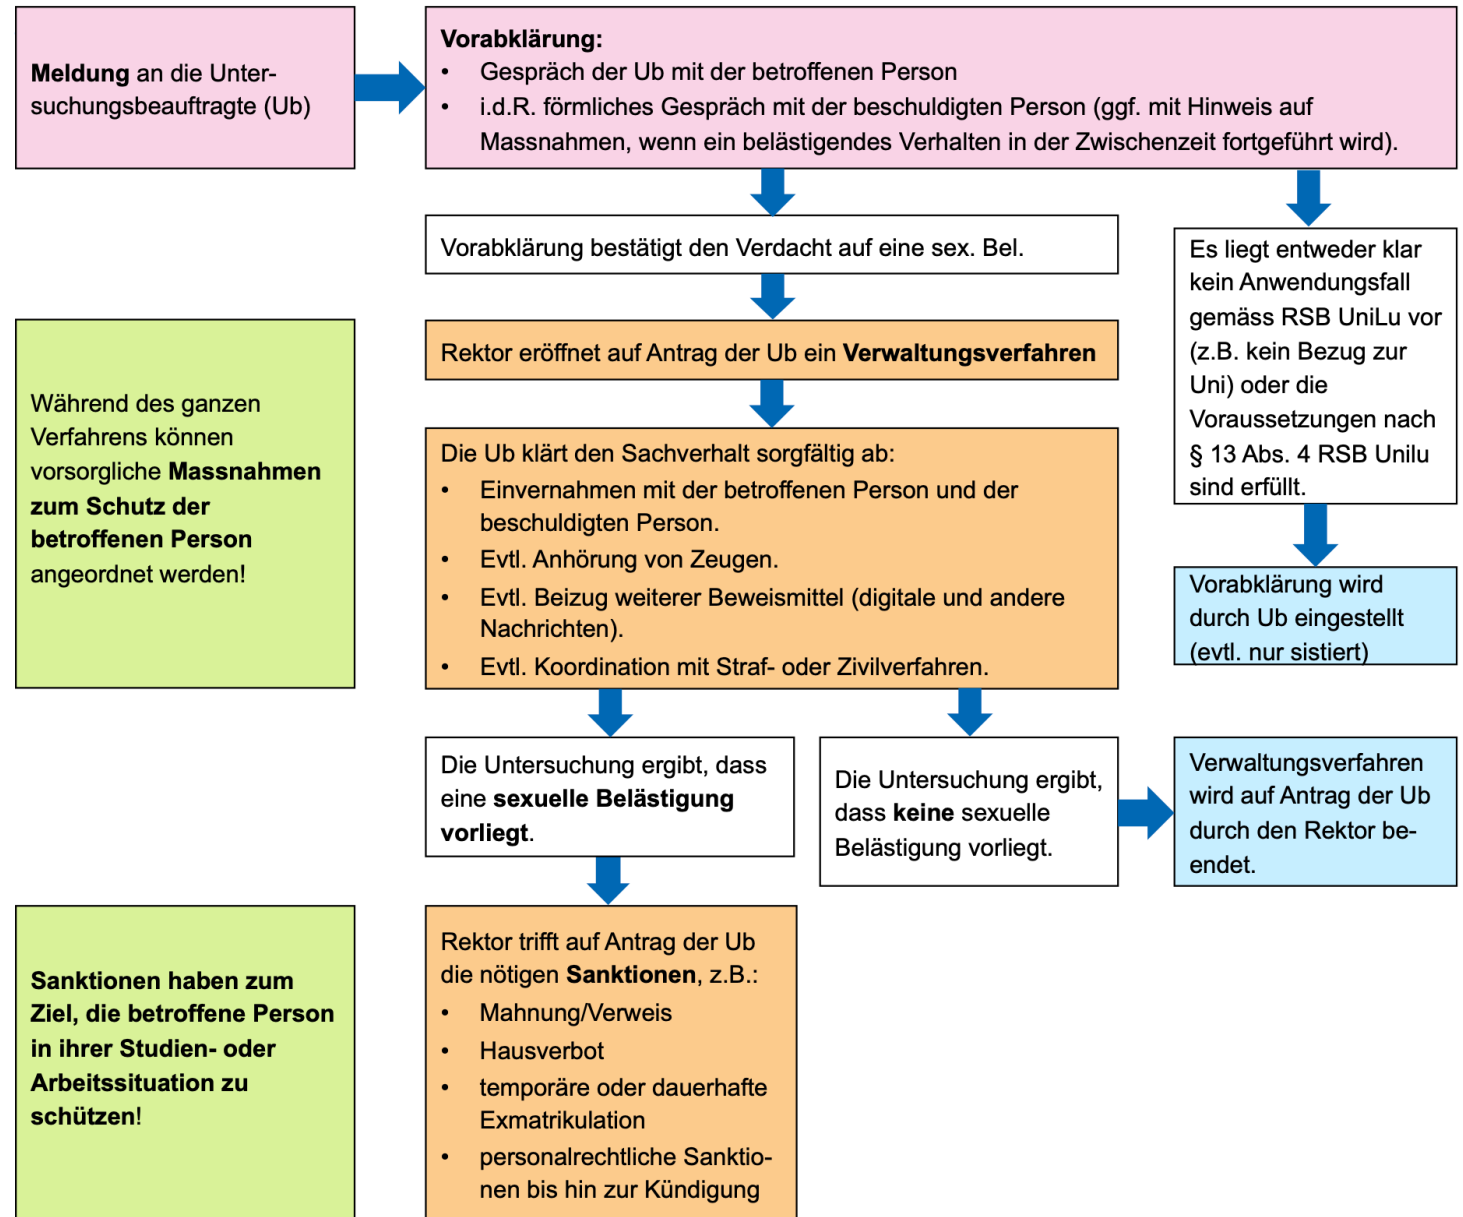 Meldung an die Unter-
suchungsbeauftragte (Ub)
Vorabklärung:
• Gespräch der Ub mit der betroffenen Person
• i.d.R. förmliches Gespräch mit der beschuldigten Person (ggf. mit Hinweis auf
Massnahmen, wenn ein belästigendes Verhalten in der Zwischenzeit fortgeführt wird).
Vorabklärung bestätigt den Verdacht auf eine sex. Bel.
Es liegt entweder klar
kein Anwendungsfall
gemäss RSB UniLu vor
(z.B. kein Bezug zur
Uni) oder die
Voraussetzungen nach
§ 13 Abs. 4 RSB Unilu
sind erfüllt.
Rektor eröffnet auf Antrag der Ub ein Verwaltungsverfahren
Während des ganzen
Verfahrens können
vorsorgliche Massnahmen
zum Schutz der
betroffenen Person
angeordnet werden!
Die Ub klärt den Sachverhalt sorgfältig ab:
• Einvernahmen mit der betroffenen Person und der
beschuldigten Person.
• Evtl. Anhörung von Zeugen.
• Evtl. Beizug weiterer Beweismittel (digitale und andere
Nachrichten).
• Evtl. Koordination mit Straf- oder Zivilverfahren.
Vorabklärung wird
durch Ub eingestellt
(evtl. nur sistiert)
Die Untersuchung ergibt, dass
eine sexuelle Belästigung
vorliegt.
Die Untersuchung ergibt,
dass keine sexuelle
Belästigung vorliegt.
Verwaltungsverfahren
wird auf Antrag der Ub
durch den Rektor be-
endet.
Sanktionen haben zum
Ziel, die betroffene Person
in ihrer Studien- oder
Arbeitssituation zu
schützen!
Rektor trifft auf Antrag der Ub
die nötigen Sanktionen, z.B.:
• Mahnung/Verweis
• Hausverbot
• temporäre oder dauerhafte
Exmatrikulation
• personalrechtliche Sanktio-
nen bis hin zur Kündigung